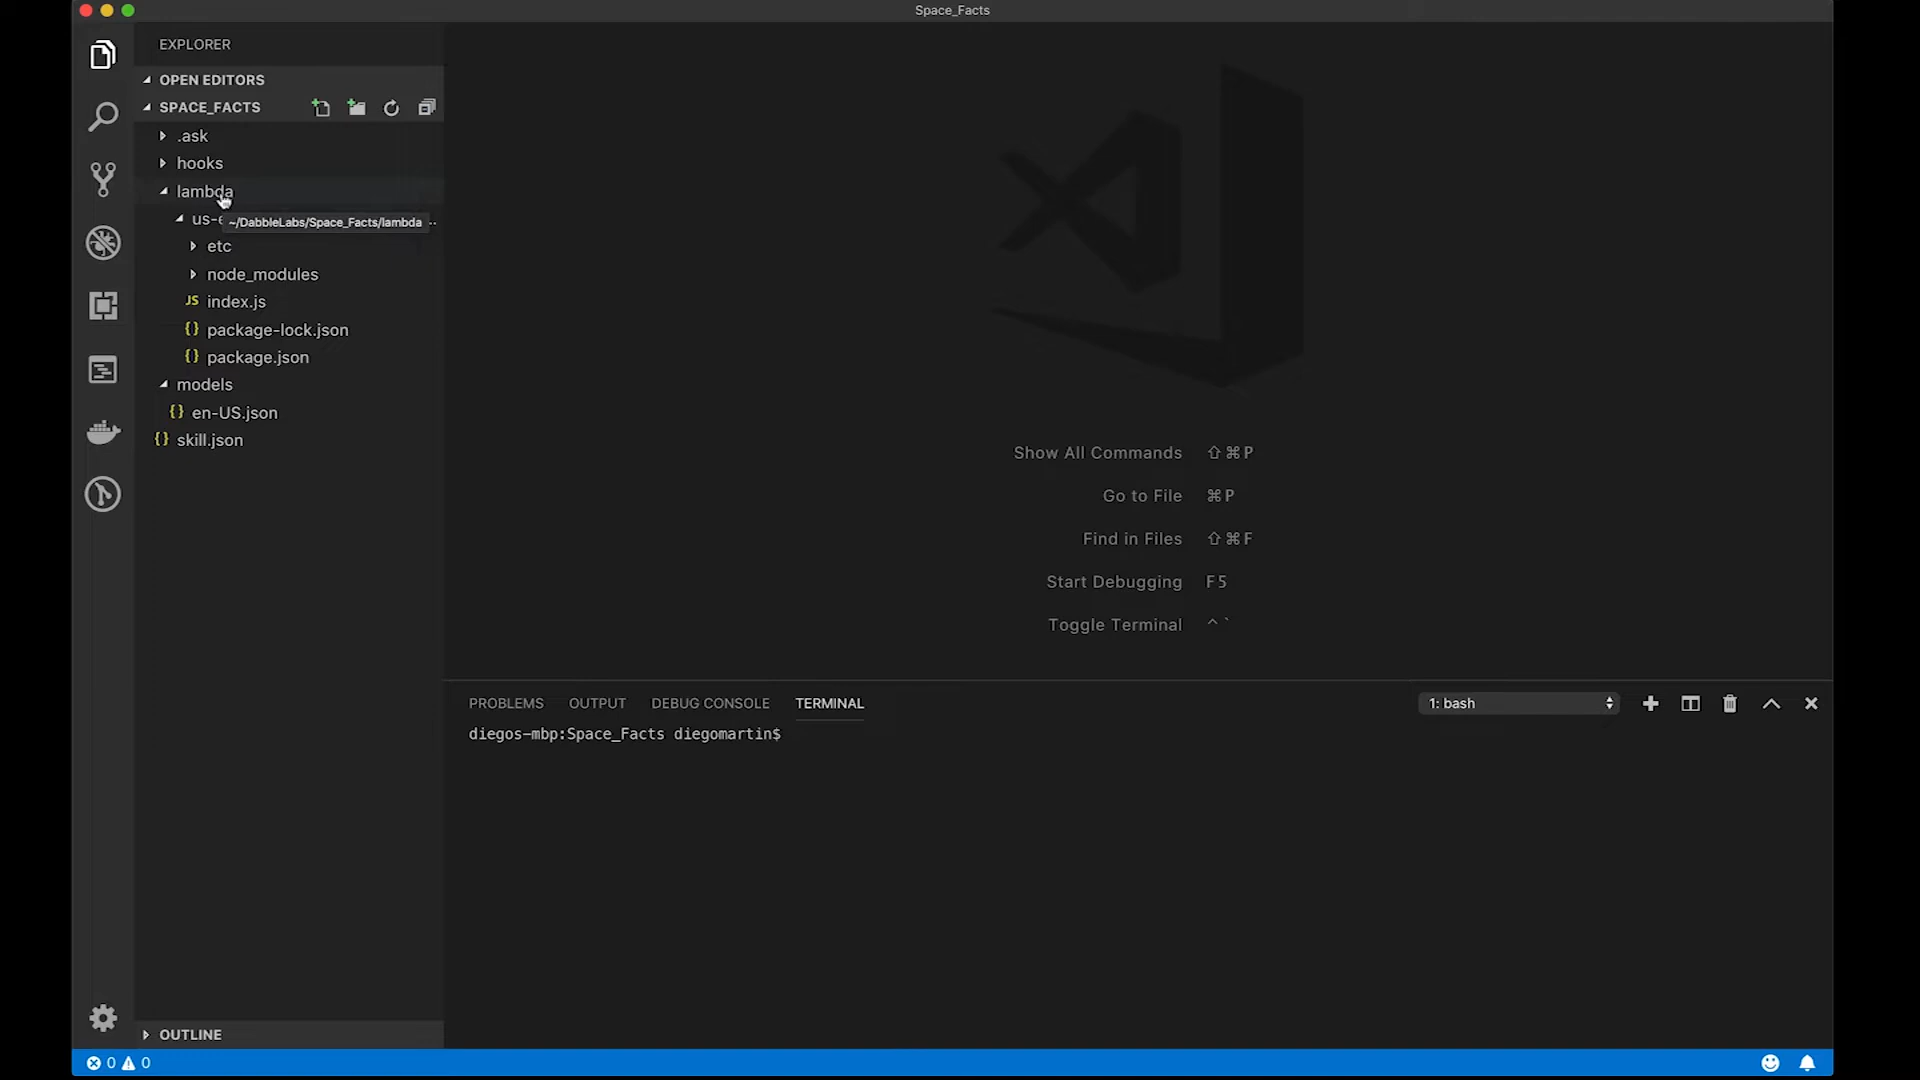 Space_Facts
EXPLORER
OPEN EDITORS
SPACE_FACTS
.ask
hooks
lambda
~/DabbleLabs/Space_Facts/lambda
etc
node_modules
JS index.js
{} package-lock.json
{} package.json
models
{} en-US.json
{} skill.json
Show All Commands ⇧⌘P
Go to File ⌘P
Find in Files ⇧⌘F
Start Debugging F5
Toggle Terminal ^`
PROBLEMS OUTPUT DEBUG CONSOLE TERMINAL 1: bash
diegos-mbp:Space_Facts diegomartin$
OUTLINE
0 0